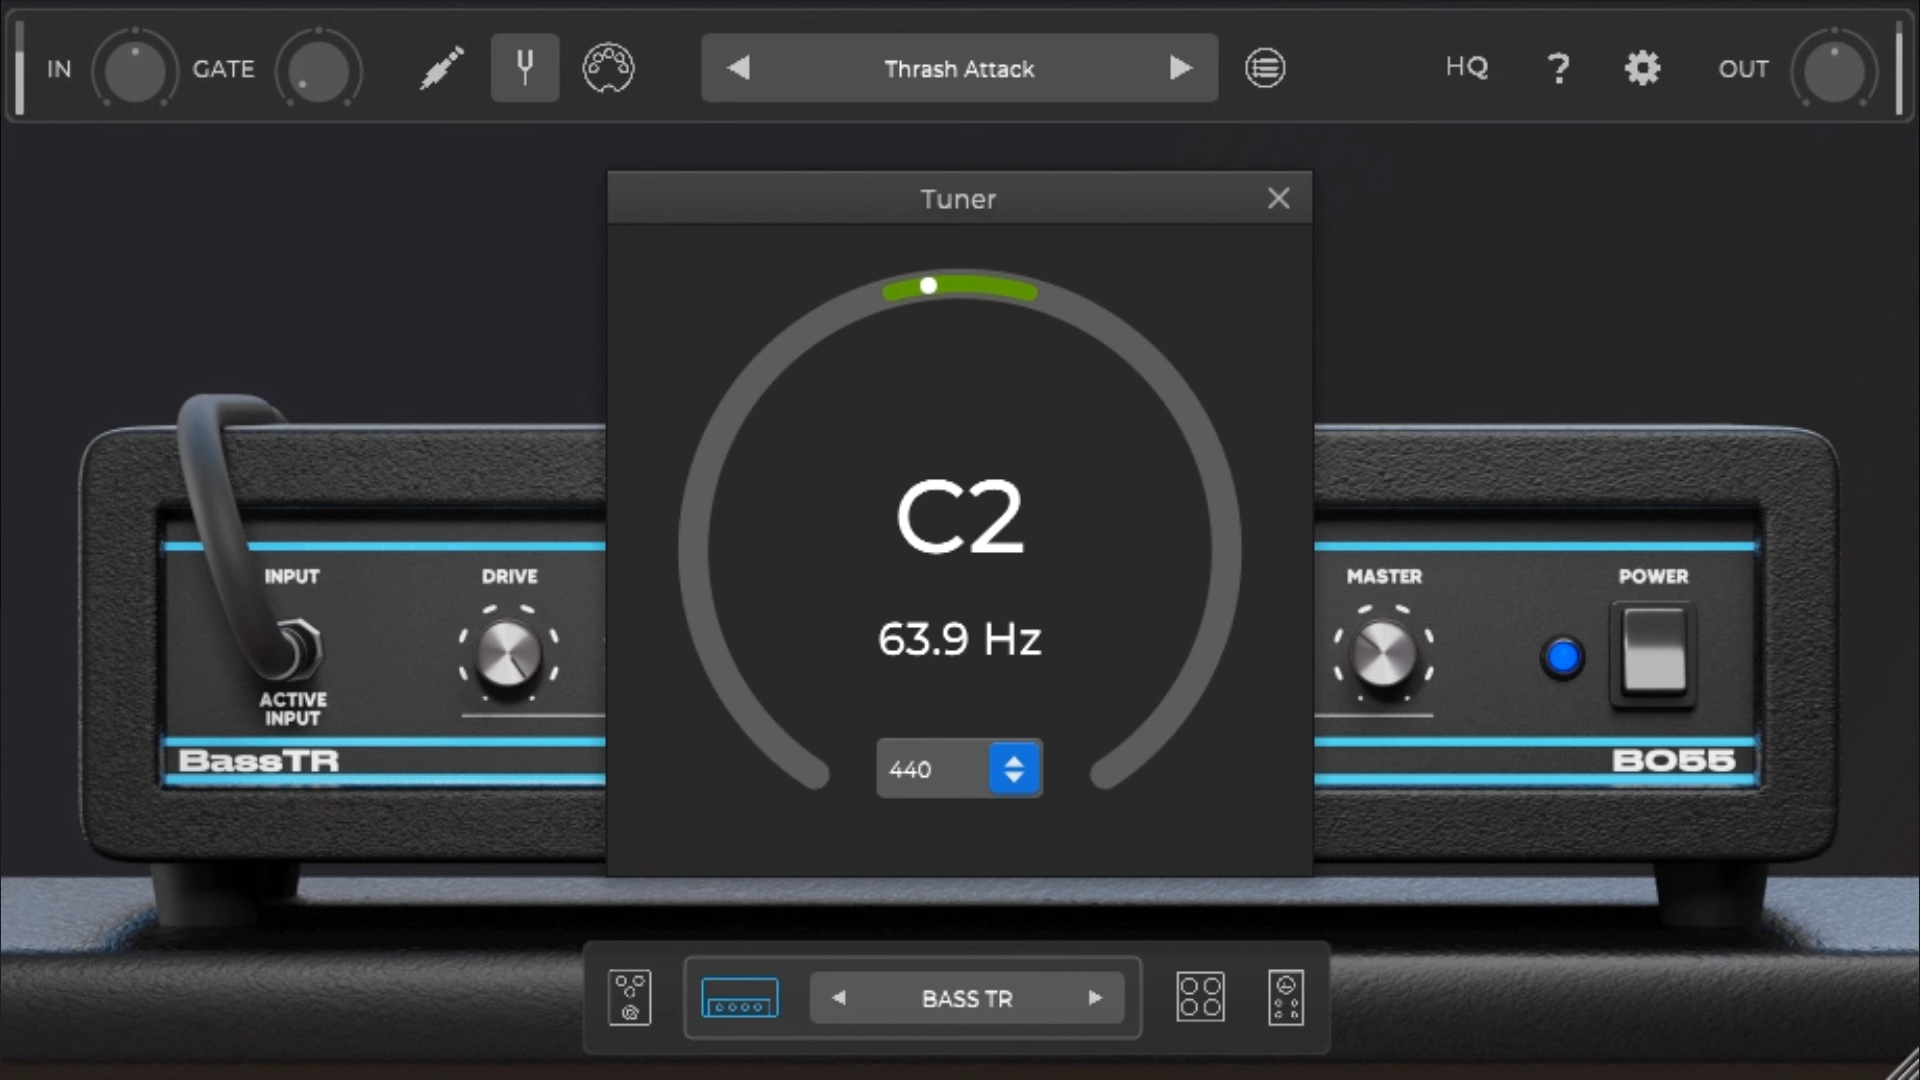 IN
GATE
Thrash Attack
HQ
?
OUT
Tuner
C2
63.9 Hz
440
INPUT
DRIVE
MASTER
POWER
ACTIVE
INPUT
BassTR
BO55
BASS TR